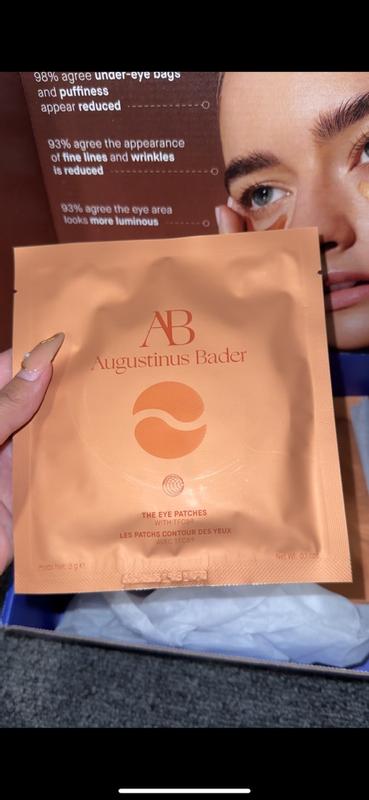 98% agree under-eye bags
and puffiness
appear reduced
93% agree the appearance
of fine lines and wrinkles
is reduced
93% agree the eye area
looks more luminous
AB
Augustinus Bader
THE EYE PATCHES
WITH TFC8®
LES PATCHS CONTOUR DES YEUX
AVEC TFC8®